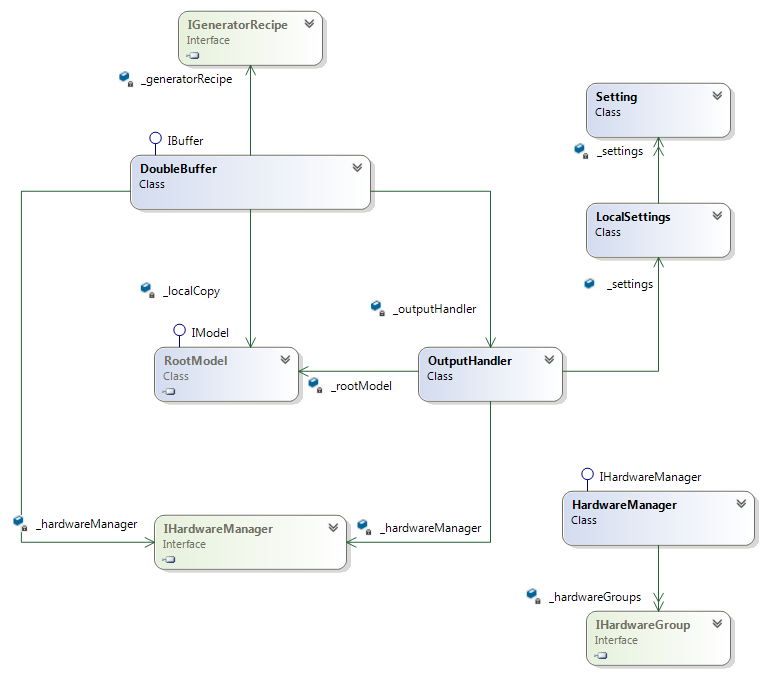 IGeneratorRecipe
Interface
_generatorRecipe
Setting
Class
_settings
IBuffer
DoubleBuffer
Class
LocalSettings
Class
_settings
_localCopy
_outputHandler
IModel
RootModel
Class
OutputHandler
Class
_rootModel
IHardwareManager
HardwareManager
Class
_hardwareManager
IHardwareManager
Interface
_hardwareManager
_hardwareGroups
IHardwareGroup
Interface